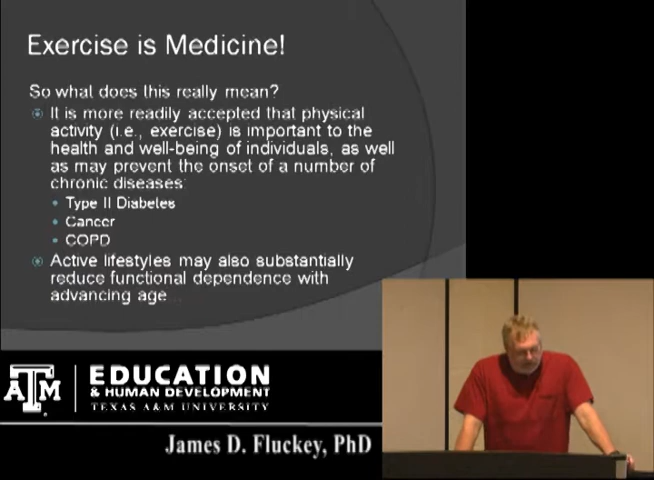 Exercise is Medicine!
So what does this really mean?
It is more readily accepted that physical
activity (i.e., exercise) is important to the
health and well-being of individuals, as well
as may prevent the onset of a number of
chronic diseases:
Type II Diabetes
Cancer
COPD
Active lifestyles may also substantially
reduce functional dependence with
advancing age...
ATM
EDUCATION
& HUMAN DEVELOPMENT
TEXAS A&M UNIVERSITY
James D. Fluckey, PhD